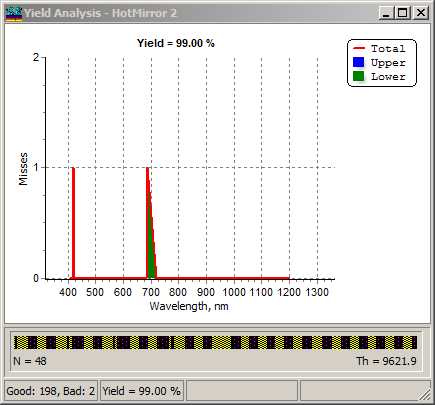 Yield Analysis - HotMirror 2
Yield = 99.00 %
Total
Upper
Lower
Misses
2
1
0
400 500 600 700 800 900 1000 1100 1200 1300
Wavelength, nm
N = 48 Th = 9621.9
Good: 198, Bad: 2 Yield = 99.00 %